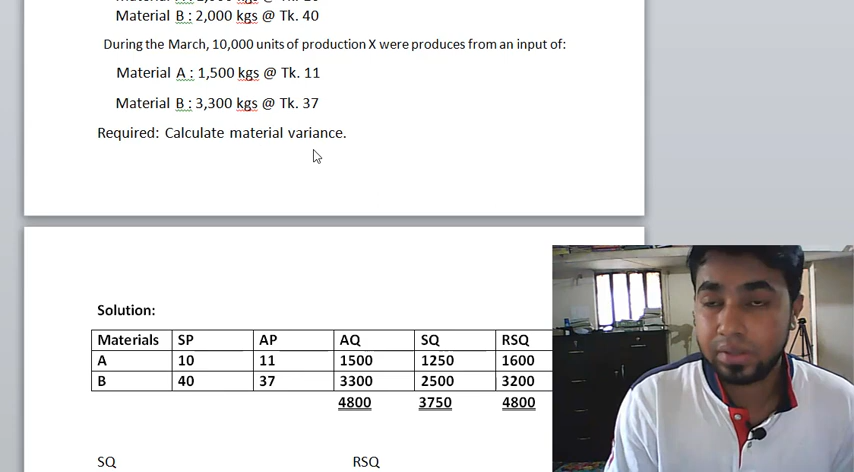 Material B : 2,000 kgs @ Tk. 40
During the March, 10,000 units of production X were produces from an input of:
Material A : 1,500 kgs @ Tk. 11
Material B : 3,300 kgs @ Tk. 37
Required: Calculate material variance.
Solution:
Materials SP AP AQ SQ RSQ
A 10 11 1500 1250 1600
B 40 37 3300 2500 3200
4800 3750 4800
SQ RSQ